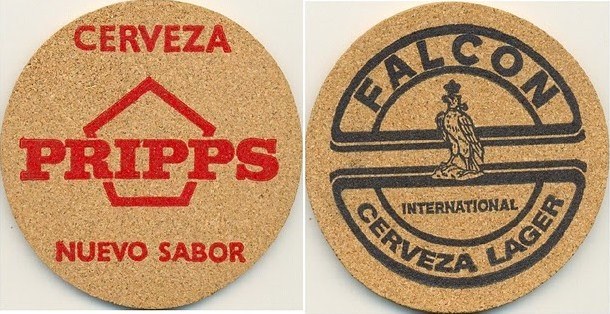 CERVEZA
PRIPPS
NUEVO SABOR
FALCON
INTERNATIONAL
CERVEZA LAGER